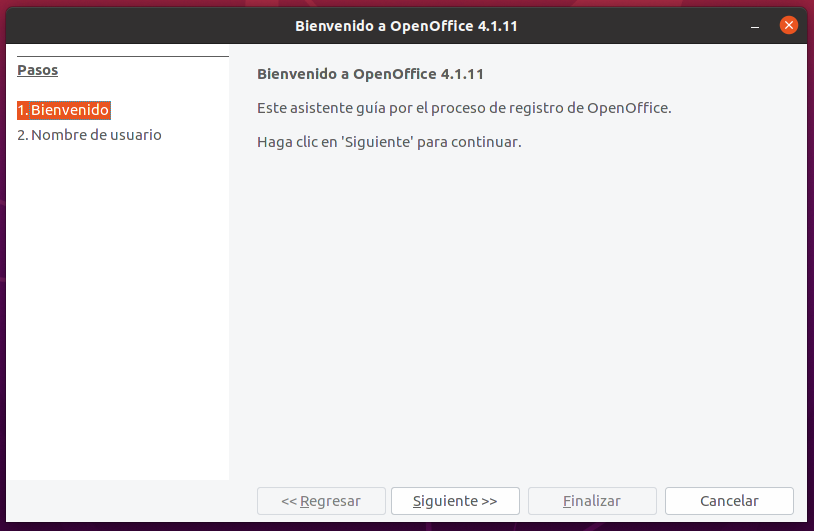 Bienvenido a OpenOffice 4.1.11
Pasos
1. Bienvenido
2. Nombre de usuario
Bienvenido a OpenOffice 4.1.11
Este asistente guía por el proceso de registro de OpenOffice.
Haga clic en 'Siguiente' para continuar.
<< Regresar
Siguiente >>
Finalizar
Cancelar